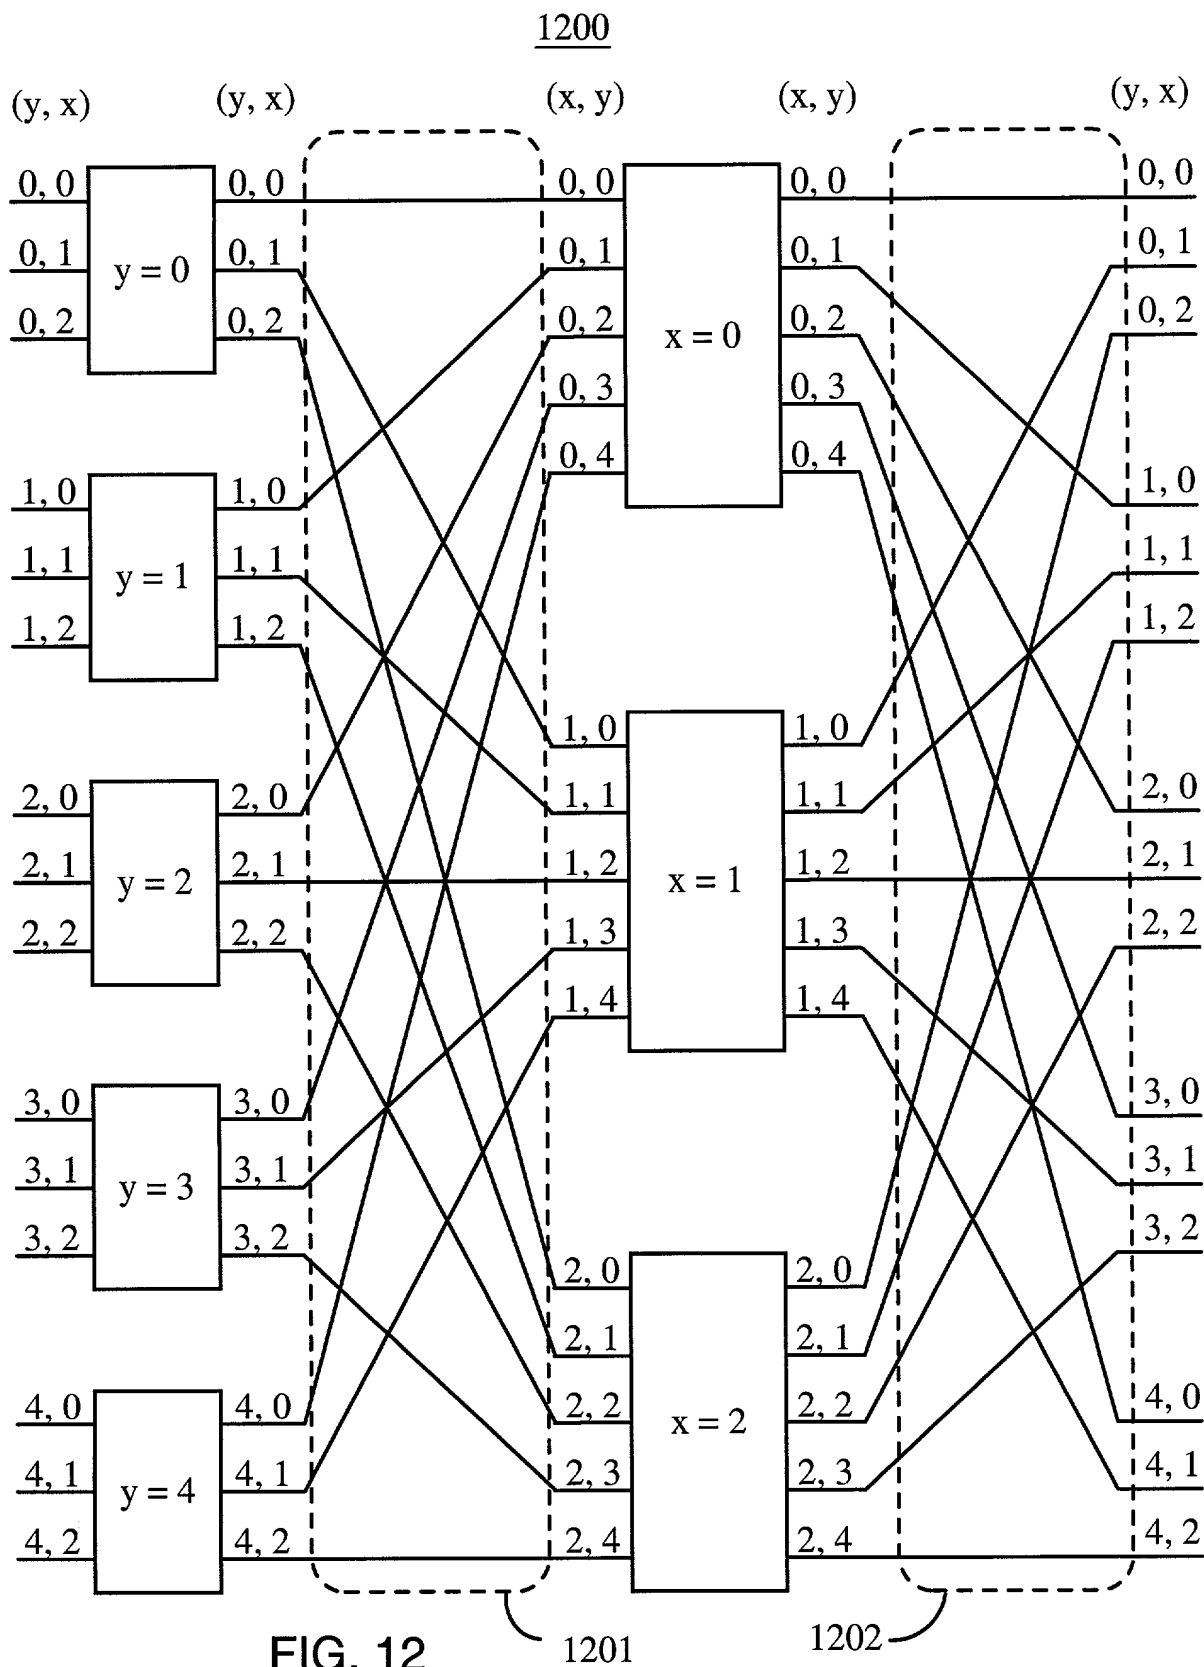 1200
(y, x) (y, x) (x, y) (x, y) (y, x)
0, 0 0, 0 0, 0 0, 0 0, 0
0, 1 y = 0 0, 1 0, 1 0, 1 0, 1
0, 2 0, 2 0, 2 x = 0 0, 2 0, 2
0, 3 0, 3
0, 4 0, 4
1, 0 1, 0 1, 0
1, 1 y = 1 1, 1 1, 1
1, 2 1, 2 1, 2
1, 0 1, 0
2, 0 2, 0 1, 1 1, 1 2, 0
2, 1 y = 2 2, 1 1, 2 x = 1 1, 2 2, 1
2, 2 2, 2 1, 3 1, 3 2, 2
1, 4 1, 4
3, 0 3, 0 3, 0
3, 1 y = 3 3, 1 3, 1
3, 2 3, 2 3, 2
2, 0 2, 0
2, 1 2, 1
4, 0 4, 0 2, 2 x = 2 2, 2 4, 0
4, 1 y = 4 4, 1 2, 3 2, 3 4, 1
4, 2 4, 2 2, 4 2, 4 4, 2
FIG. 12 1201 1202